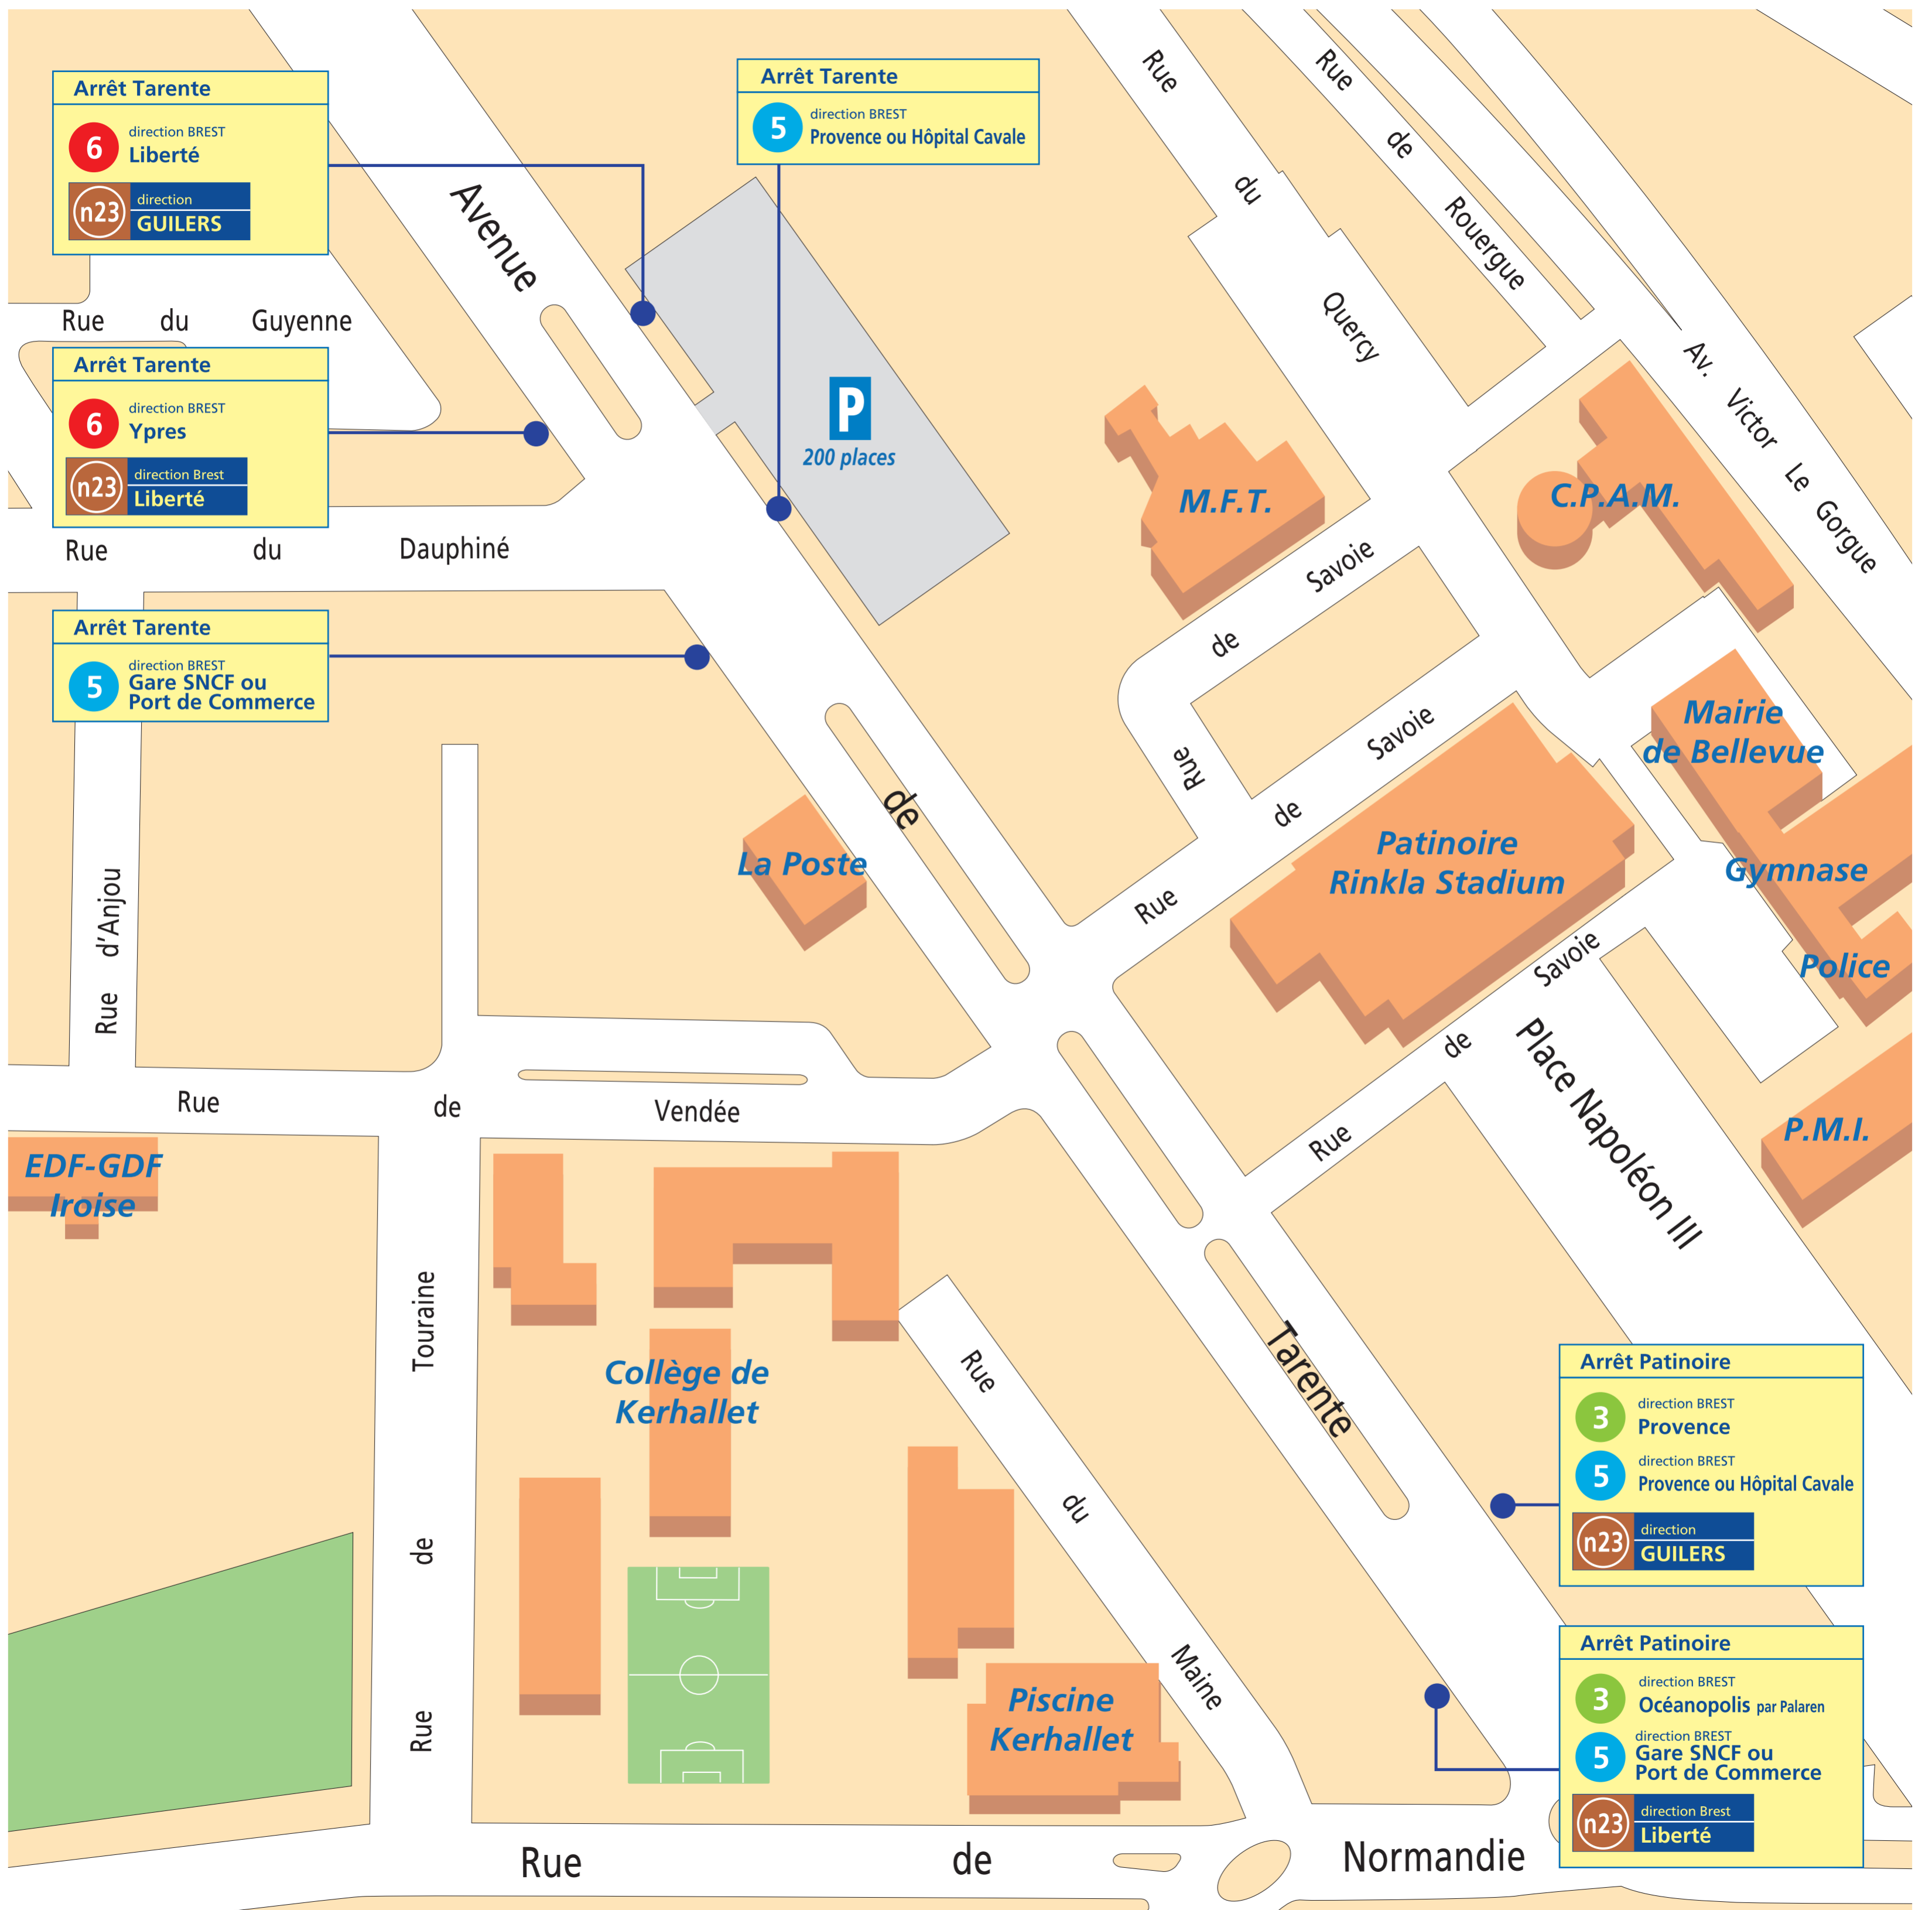 Arrêt Tarente
6
direction BREST
Liberté
n23
direction
GUILERS
Arrêt Tarente
5
direction BREST
Provence ou Hôpital Cavale
Arrêt Tarente
6
direction BREST
Ypres
n23
direction Brest
Liberté
Arrêt Tarente
5
direction BREST
Gare SNCF ou
Port de Commerce
Rue du Guyenne
Rue du Dauphiné
Avenue de Tarente
P
200 places
Rue du Quercy
Rue de Rouergue
Av. Victor Le Gorgue
M.F.T.
C.P.A.M.
Rue de Savoie
Rue de Savoie
Mairie
de Bellevue
Patinoire
Rinkla Stadium
Gymnase
Police
La Poste
Rue d'Anjou
Rue de Savoie
Place Napoléon III
P.M.I.
Rue de Vendée
EDF-GDF
Iroise
Rue de Touraine
Collège de
Kerhallet
Rue du Maine
Piscine
Kerhallet
Arrêt Patinoire
3
direction BREST
Provence
5
direction BREST
Provence ou Hôpital Cavale
n23
direction
GUILERS
Arrêt Patinoire
3
direction BREST
Océanopolis par Palaren
5
direction BREST
Gare SNCF ou
Port de Commerce
n23
direction Brest
Liberté
Rue de Normandie